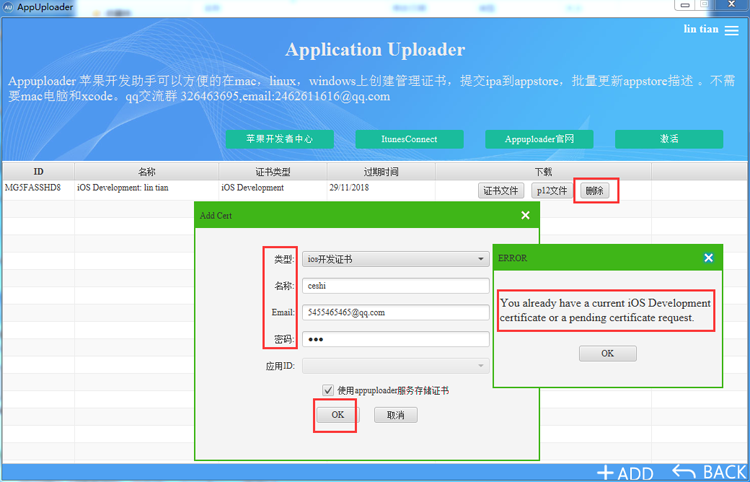 AppUploader
lin tian
Application Uploader
Appuploader 苹果开发助手可以方便的在mac，linux，windows上创建管理证书，提交ipa到appstore，批量更新appstore描述 。不需
要mac电脑和xcode。qq交流群 326463695,email:2462611616@qq.com
苹果开发者中心 ItunesConnect Appuploader官网 激活
ID 名称 证书类型 过期时间 下载
MG5FASSHD8 iOS Development: lin tian iOS Development 29/11/2018 证书文件 p12文件 删除
Add Cert
类型: ios开发证书
名称: ceshi
Email: 5455465465@qq.com
密码: ●●●
应用ID:
使用appuploader服务存储证书
OK 取消
ERROR
You already have a current iOS Development
certificate or a pending certificate request.
OK
ADD BACK